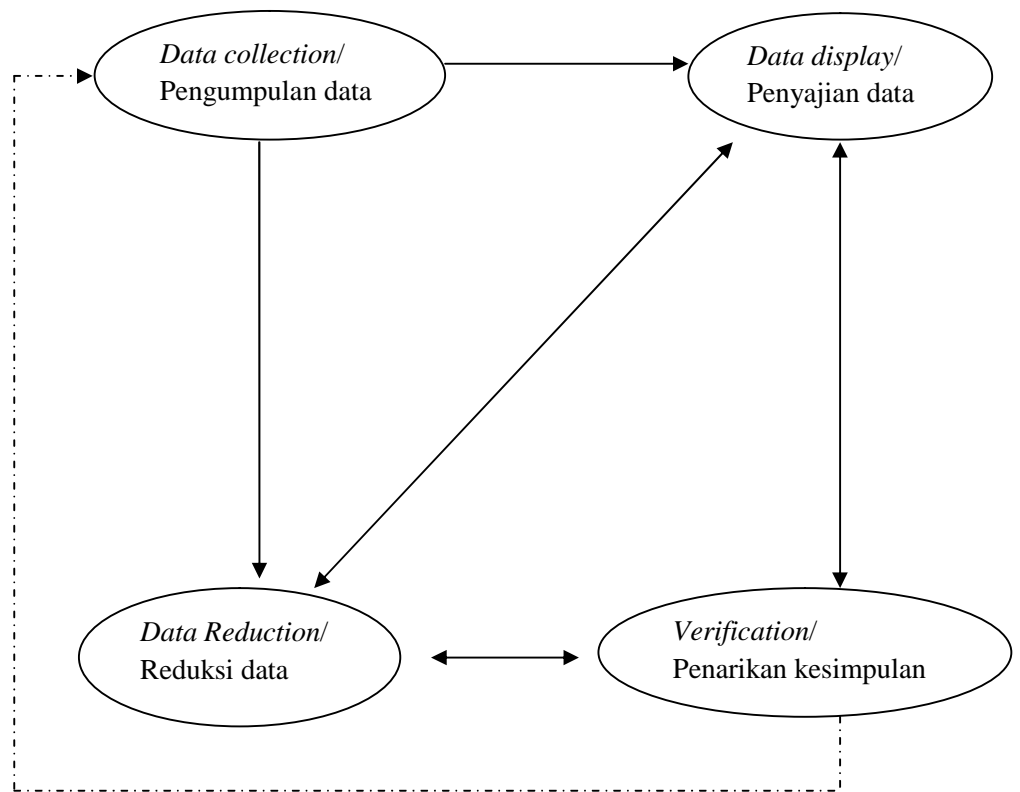 Data collection/
Pengumpulan data
Data display/
Penyajian data
Data Reduction/
Reduksi data
Verification/
Penarikan kesimpulan